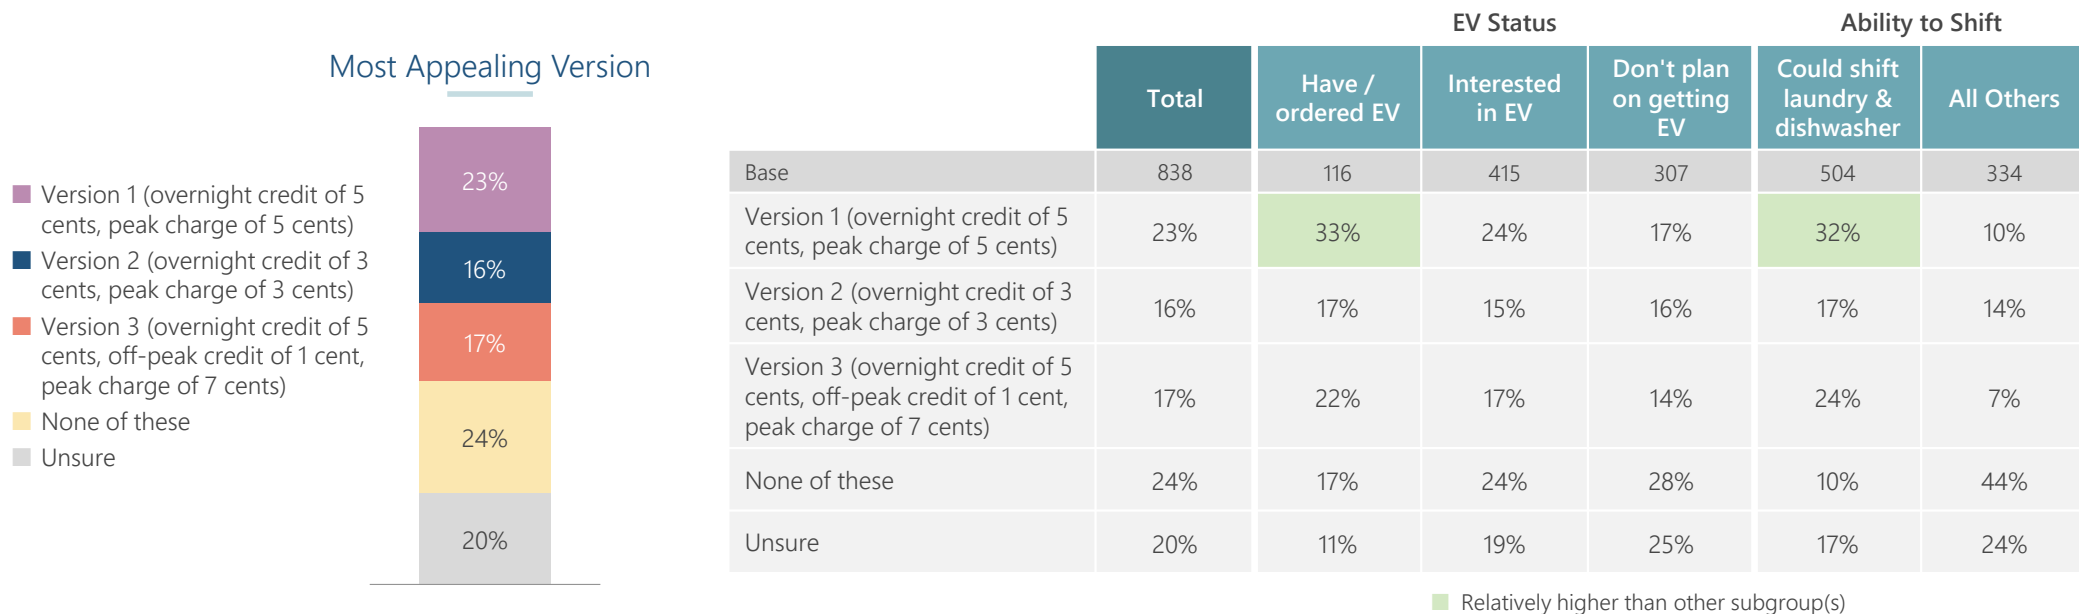 Most Appealing Version
Version 1 (overnight credit of 5
cents, peak charge of 5 cents)
Version 2 (overnight credit of 3
cents, peak charge of 3 cents)
Version 3 (overnight credit of 5
cents, off-peak credit of 1 cent,
peak charge of 7 cents)
None of these
Unsure
23%
16%
17%
24%
20%
EV Status Ability to Shift
Total
Have /
ordered EV
Interested
in EV
Don't plan
on getting
EV
Could shift
laundry &
dishwasher
All Others
Base 838 116 415 307 504 334
Version 1 (overnight credit of 5
cents, peak charge of 5 cents)
23% 33% 24% 17% 32% 10%
Version 2 (overnight credit of 3
cents, peak charge of 3 cents)
16% 17% 15% 16% 17% 14%
Version 3 (overnight credit of 5
cents, off-peak credit of 1 cent,
peak charge of 7 cents)
17% 22% 17% 14% 24% 7%
None of these 24% 17% 24% 28% 10% 44%
Unsure 20% 11% 19% 25% 17% 24%
Relatively higher than other subgroup(s)